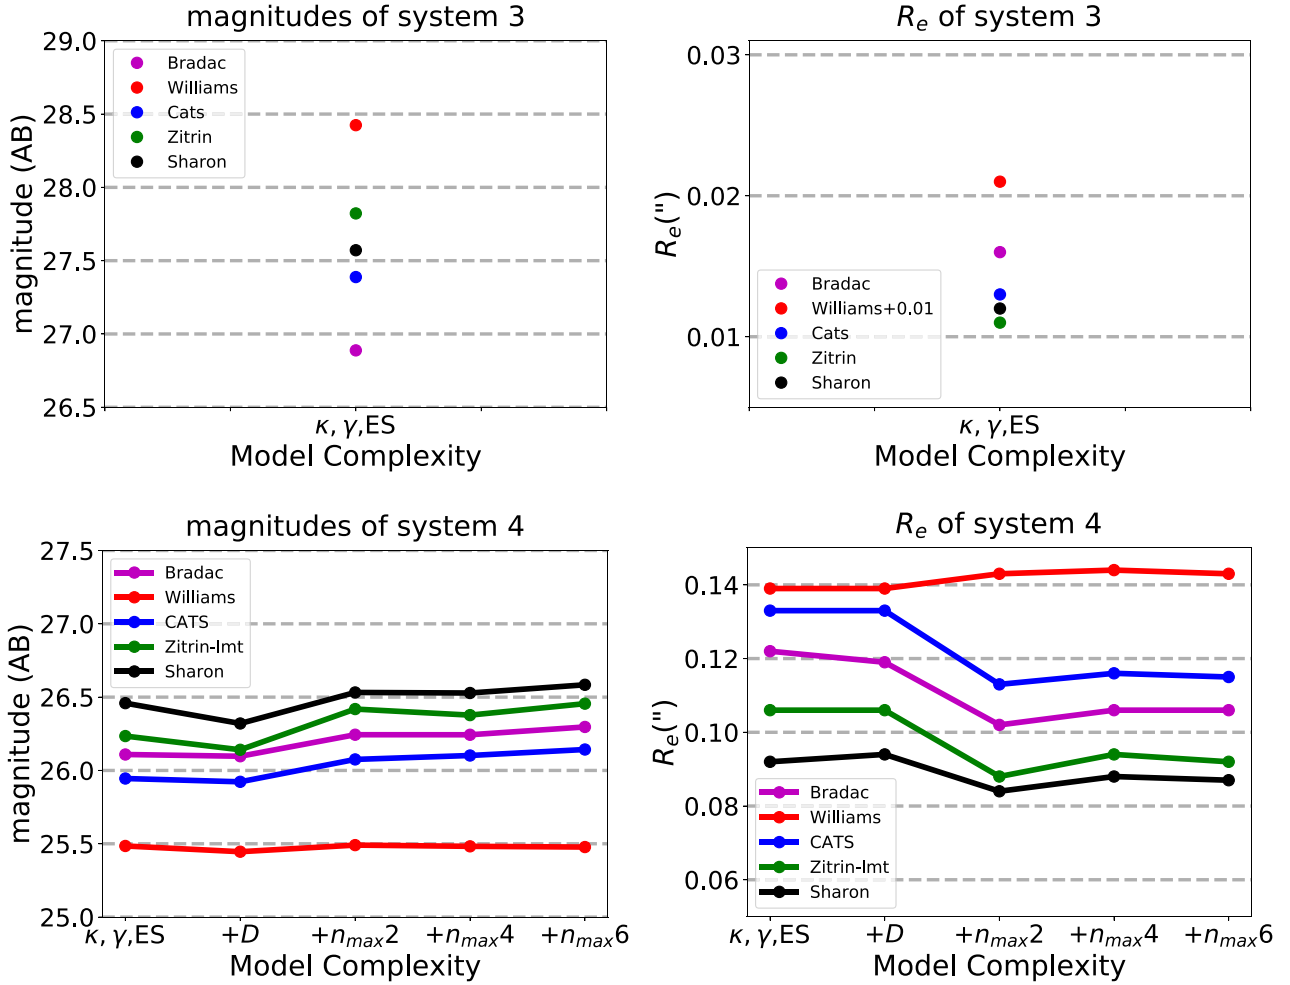 magnitudes of system 3
29.0
28.5
28.0
27.5
27.0
26.5
magnitude (AB)
Bradac
Williams
Cats
Zitrin
Sharon
κ, γ,ES
Model Complexity
R_e of system 3
0.03
0.02
0.01
R_e(")
Bradac
Williams+0.01
Cats
Zitrin
Sharon
κ, γ,ES
Model Complexity
magnitudes of system 4
27.5
27.0
26.5
26.0
25.5
25.0
magnitude (AB)
Bradac
Williams
CATS
Zitrin-lmt
Sharon
κ, γ,ES +D +n_max2 +n_max4 +n_max6
Model Complexity
R_e of system 4
0.14
0.12
0.10
0.08
0.06
R_e(")
Bradac
Williams
CATS
Zitrin-lmt
Sharon
κ, γ,ES +D +n_max2 +n_max4 +n_max6
Model Complexity